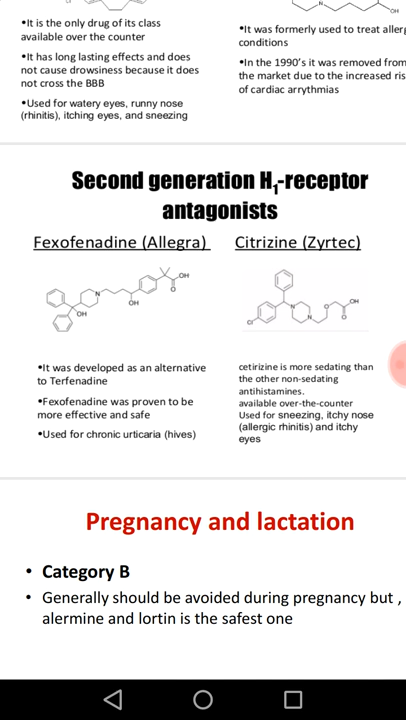 •It is the only drug of its class
available over the counter
•It has long lasting effects and does
not cause drowsiness because it does
not cross the BBB
•Used for watery eyes, runny nose
(rhinitis), itching eyes, and sneezing
OH
•It was formerly used to treat allerg
conditions
•In the 1990's it was removed from
the market due to the increased ris
of cardiac arrythmias
Second generation H₁-receptor
antagonists
Fexofenadine (Allegra)
N
OH
OH
O
OH
•It was developed as an alternative
to Terfenadine
•Fexofenadine was proven to be
more effective and safe
•Used for chronic urticaria (hives)
Citrizine (Zyrtec)
Cl
N
N
O
O
OH
cetirizine is more sedating than
the other non-sedating
antihistamines.
available over-the-counter
Used for sneezing, itchy nose
(allergic rhinitis) and itchy
eyes
Pregnancy and lactation
• Category B
• Generally should be avoided during pregnancy but ,
alermine and lortin is the safest one